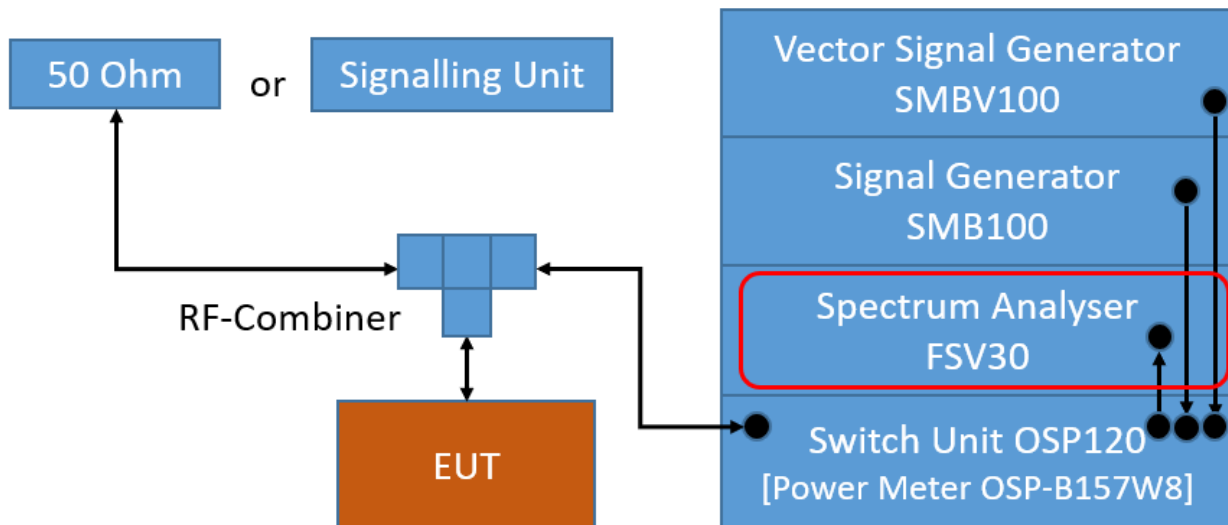 50 Ohm
or
Signalling Unit
RF-Combiner
EUT
Vector Signal Generator
SMBV100
Signal Generator
SMB100
Spectrum Analyser
FSV30
Switch Unit OSP120
[Power Meter OSP-B157W8]